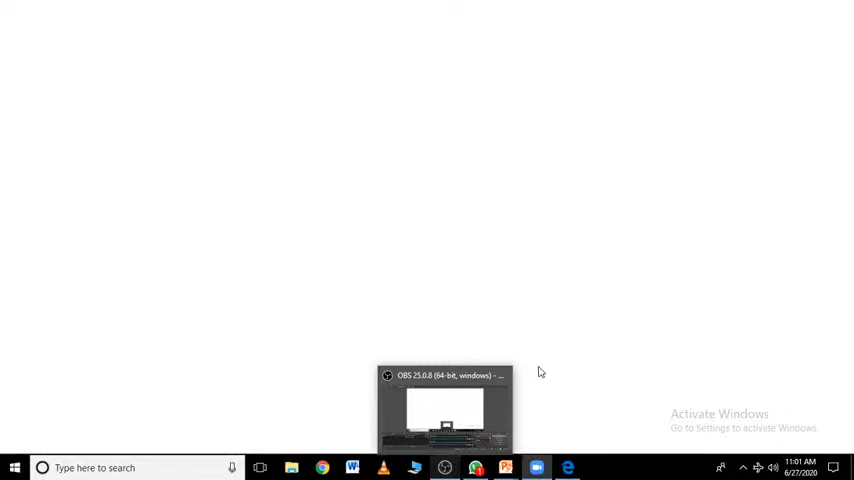 OBS 25.0.8 (64-bit, windows) - ...
Activate Windows
Go to Settings to activate Windows.
Type here to search
1
11:01 AM
6/27/2020